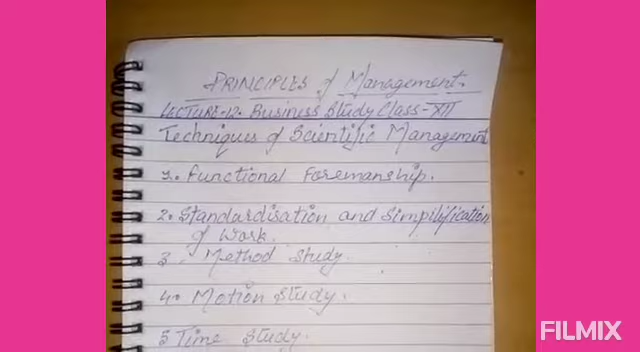 PRINCIPLES of Management.
LECTURE-12. Business Study Class-XII
Techniques of Scientific Management
1. Functional Foremanship.
2. Standardisation and Simplification
of Work.
3. Method Study.
4. Motion Study.
5 Time Study.
FILMIX